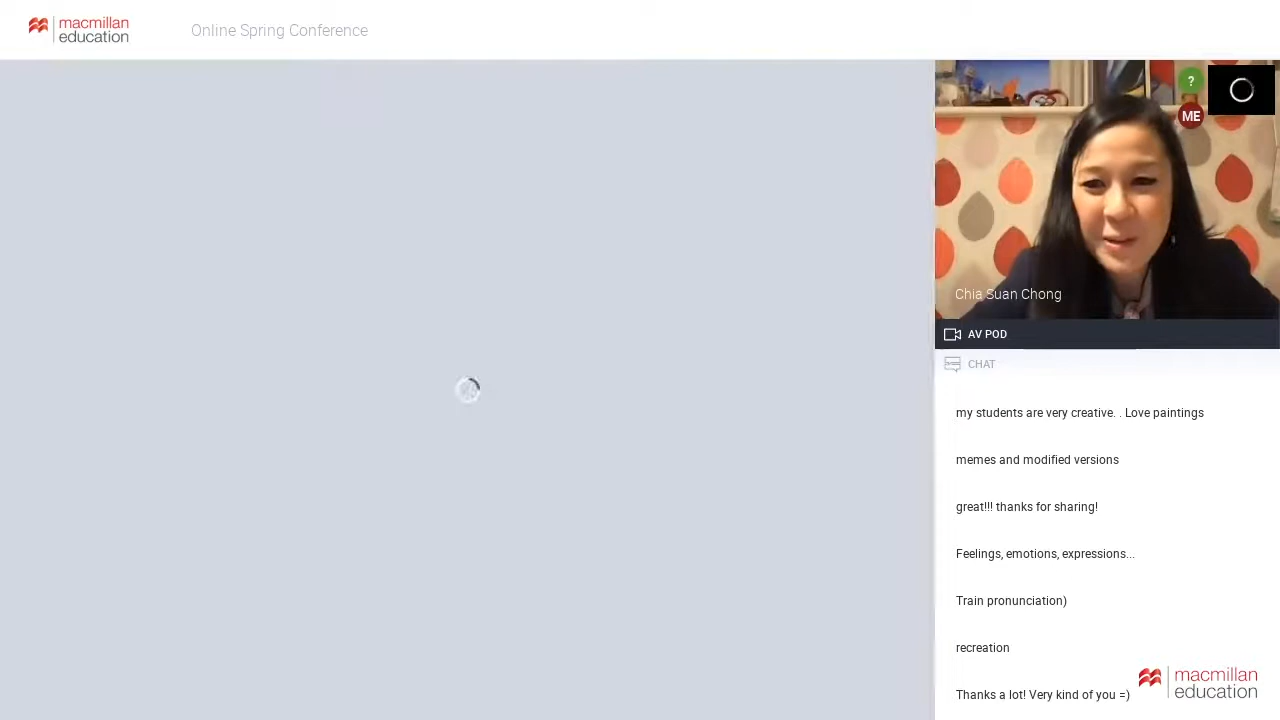 macmillan
education
Online Spring Conference
?
ME
Chia Suan Chong
AV POD
CHAT
my students are very creative. . Love paintings
memes and modified versions
great!!! thanks for sharing!
Feelings, emotions, expressions...
Train pronunciation)
recreation
Thanks a lot! Very kind of you =)
macmillan
education